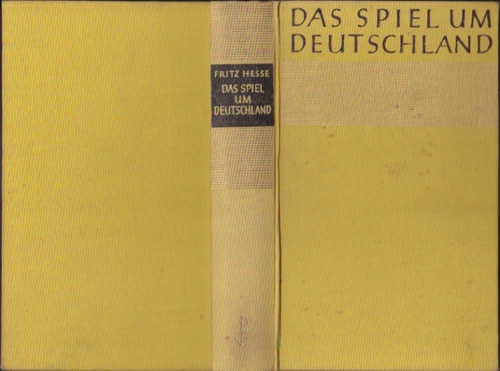 FRITZ HESSE
DAS SPIEL
UM
DEUTSCHLAND
DAS SPIEL UM
DEUTSCHLAND